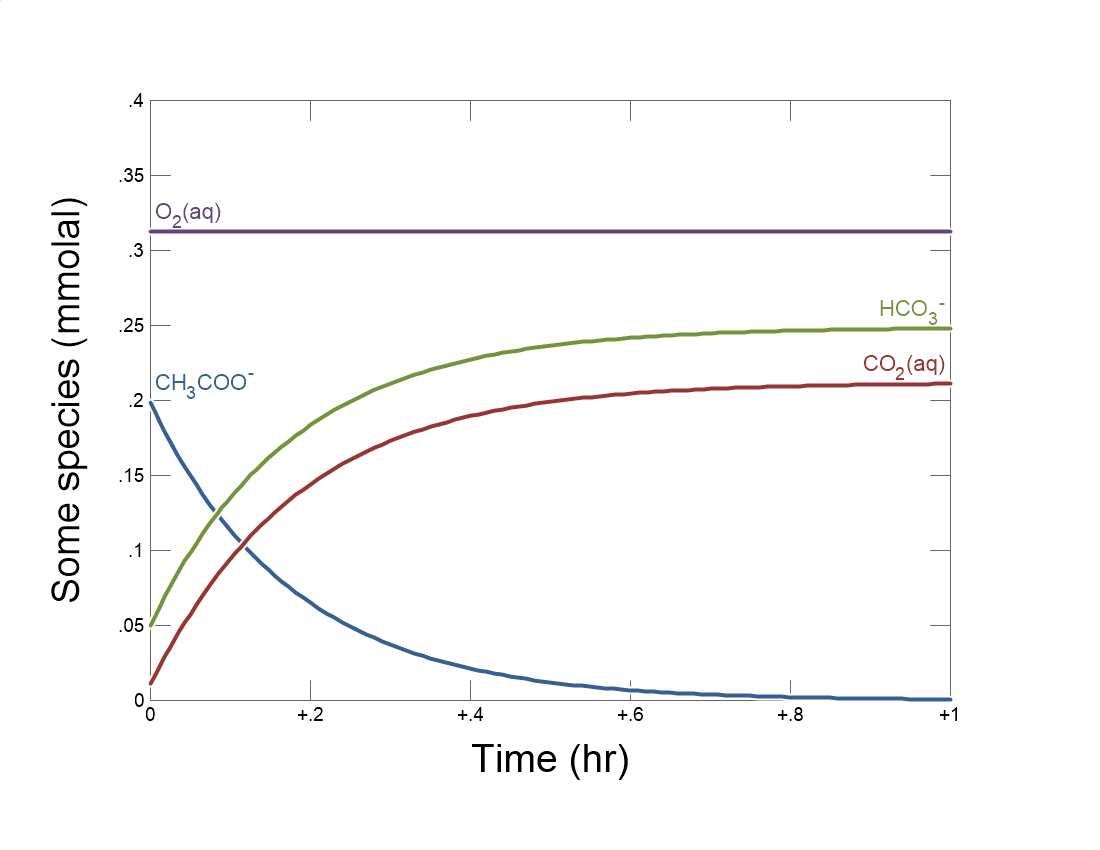 .4
.35
O₂(aq)
.3
HCO₃⁻
.25
CO₂(aq)
CH₃COO⁻
.2
.15
.1
.05
0
0 +.2 +.4 +.6 +.8 +1
Time (hr)
Some species (mmolal)